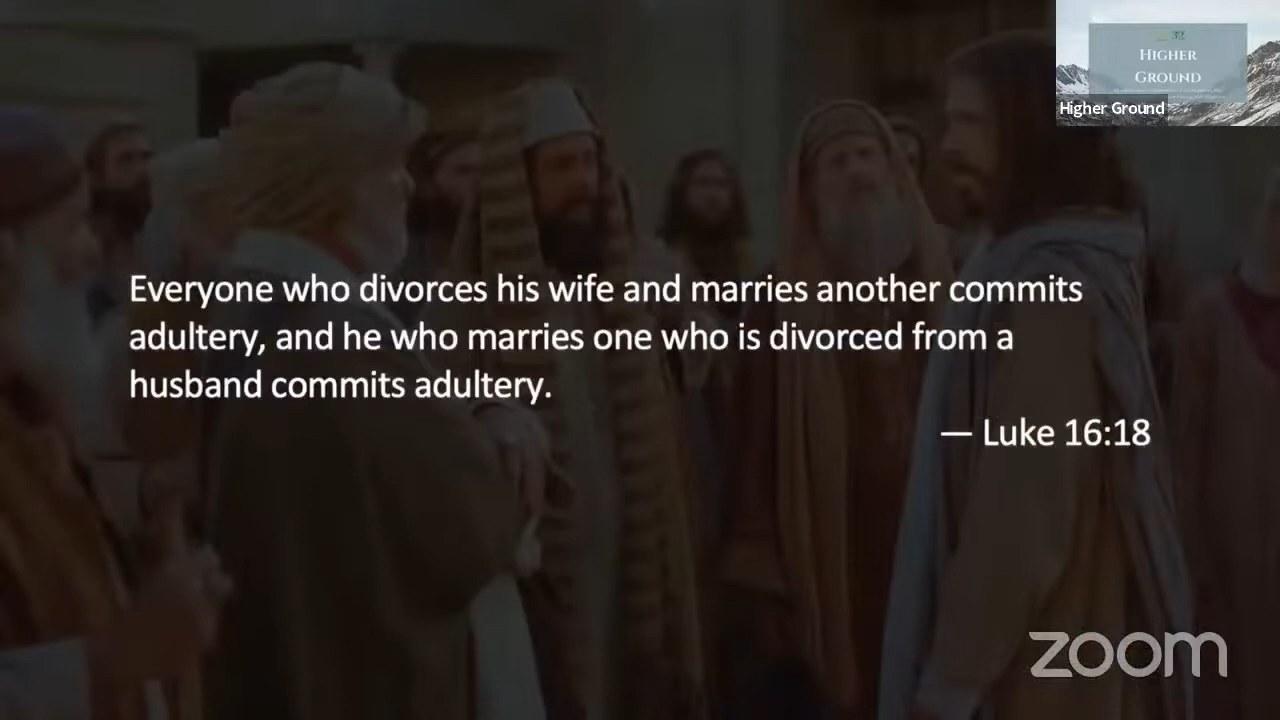 HIGHER
GROUND
Higher Ground
Everyone who divorces his wife and marries another commits
adultery, and he who marries one who is divorced from a
husband commits adultery.
— Luke 16:18
zoom